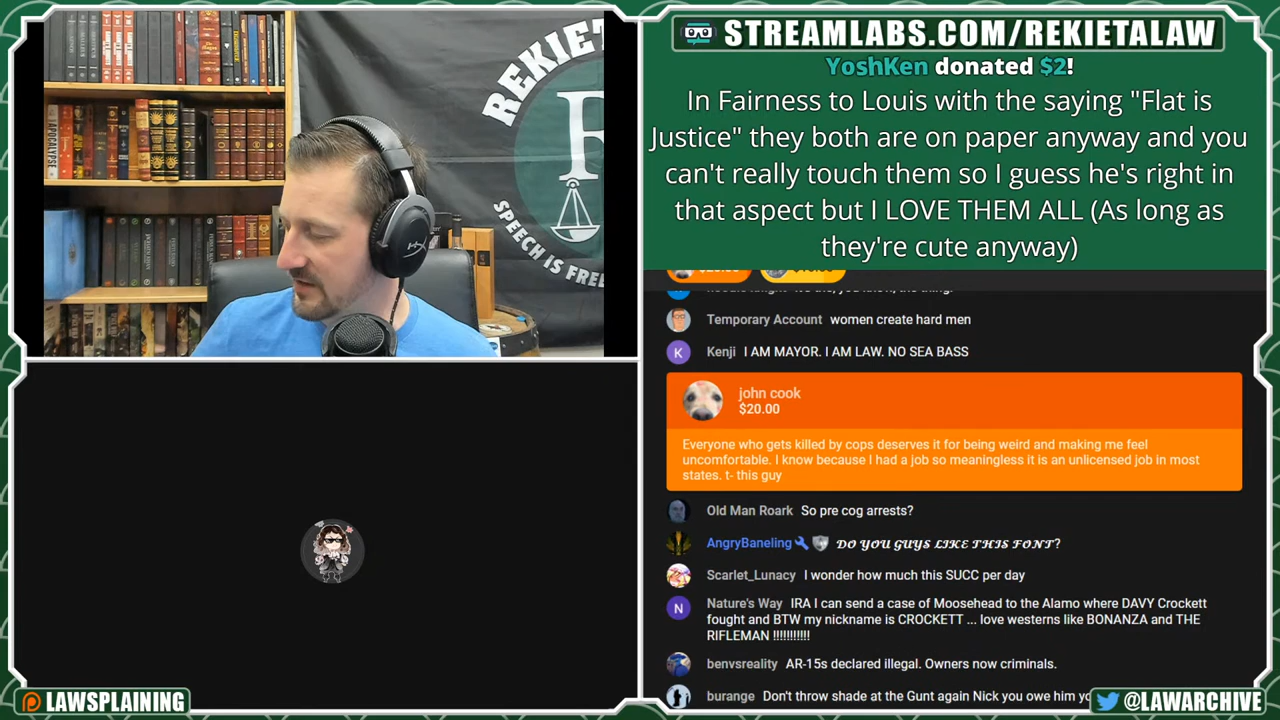 STREAMLABS.COM/REKIETALAW
YoshKen donated $2!
In Fairness to Louis with the saying "Flat is
Justice" they both are on paper anyway and you
can't really touch them so I guess he's right in
that aspect but I LOVE THEM ALL (As long as
they're cute anyway)
REKIET
SPEECH IS FREE
APOCALYPSE
Temporary Account women create hard men
K Kenji I AM MAYOR. I AM LAW. NO SEA BASS
john cook
$20.00
Everyone who gets killed by cops deserves it for being weird and making me feel
uncomfortable. I know because I had a job so meaningless it is an unlicensed job in most
states. t- this guy
Old Man Roark So pre cog arrests?
AngryBaneling 𝓓𝓞 𝓨𝓞𝓤 𝓖𝓤𝓨𝓢 𝓛𝓘𝓚𝓔 𝓣𝓗𝓘𝓢 𝓕𝓞𝓝𝓣?
Scarlet_Lunacy I wonder how much this SUCC per day
N Nature's Way IRA I can send a case of Moosehead to the Alamo where DAVY Crockett
fought and BTW my nickname is CROCKETT ... love westerns like BONANZA and THE
RIFLEMAN !!!!!!!!!!!
benvsreality AR-15s declared illegal. Owners now criminals.
burange Don't throw shade at the Gunt again Nick you owe him
LAWSPLAINING
@LAWARCHIVE